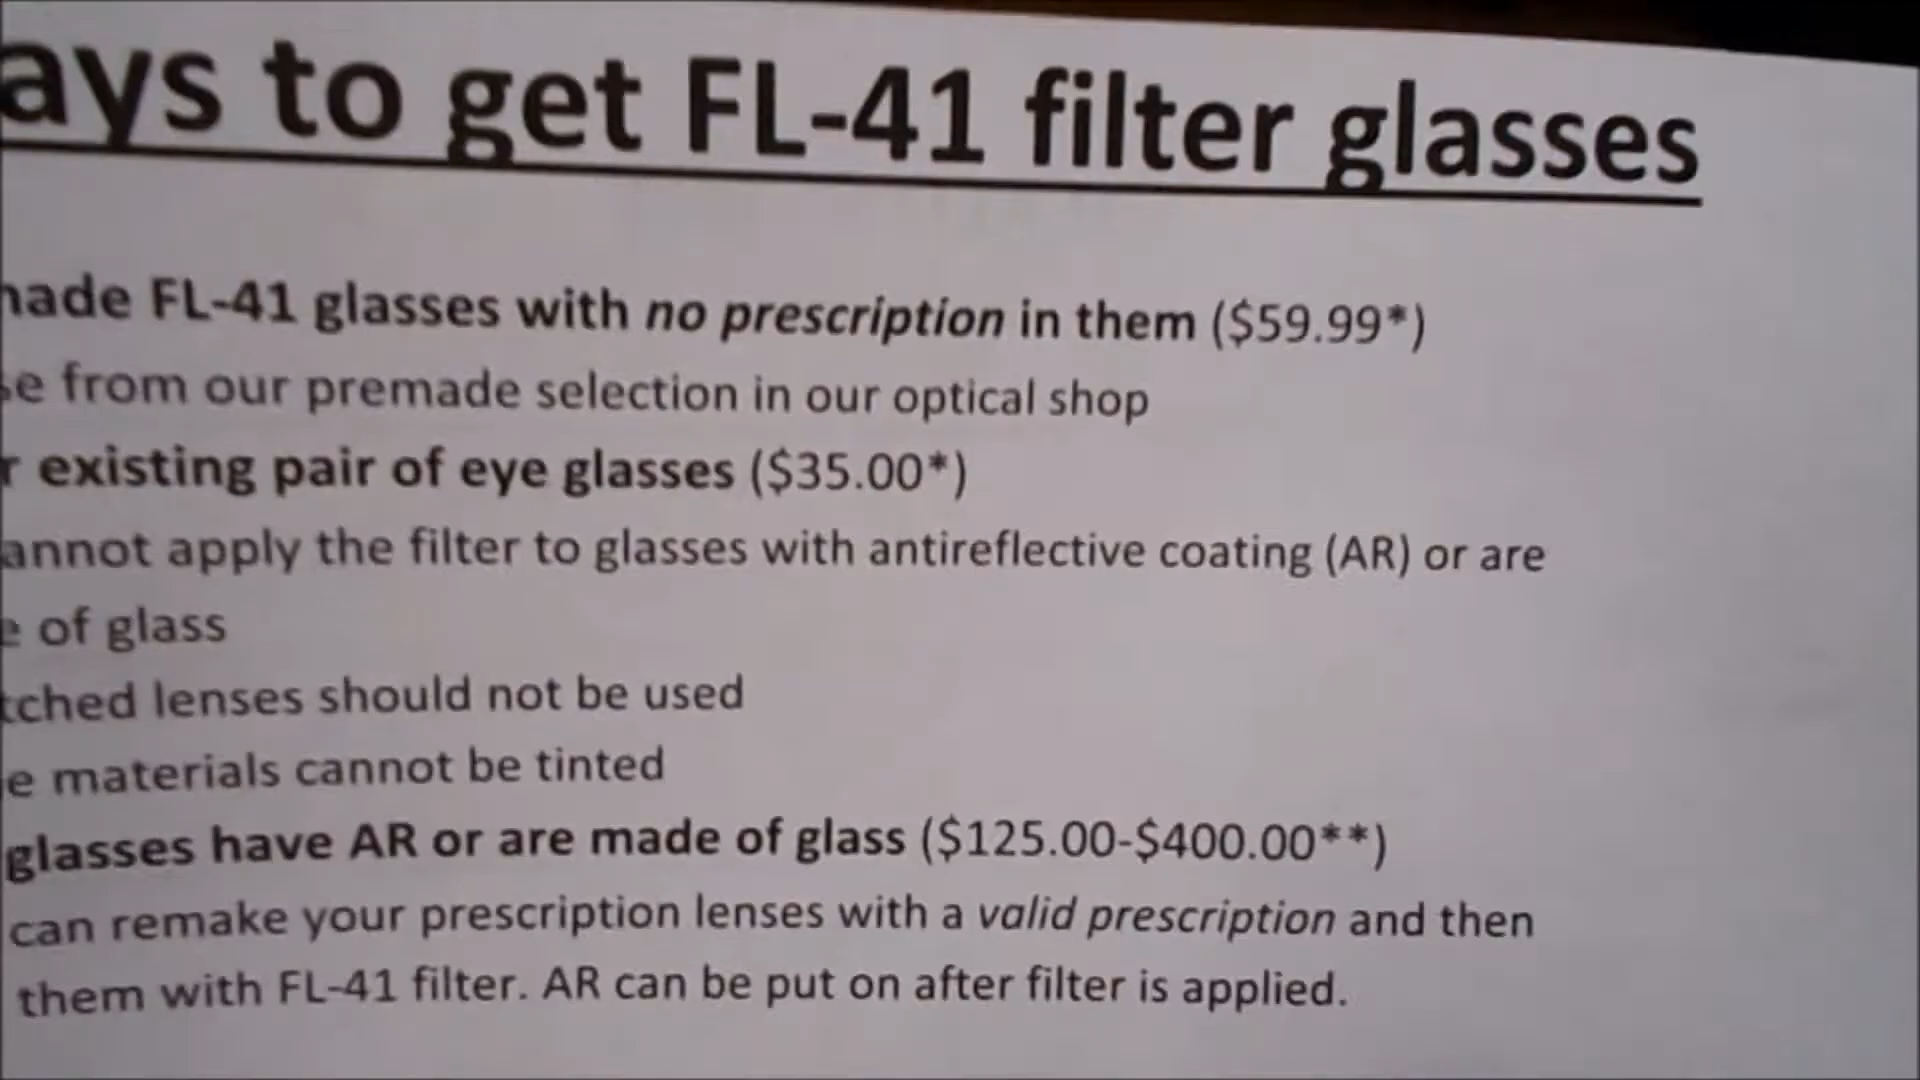 ays to get FL-41 filter glasses
made FL-41 glasses with no prescription in them ($59.99*)
se from our premade selection in our optical shop
r existing pair of eye glasses ($35.00*)
annot apply the filter to glasses with antireflective coating (AR) or are
e of glass
tched lenses should not be used
e materials cannot be tinted
glasses have AR or are made of glass ($125.00-$400.00**)
can remake your prescription lenses with a valid prescription and then
them with FL-41 filter. AR can be put on after filter is applied.